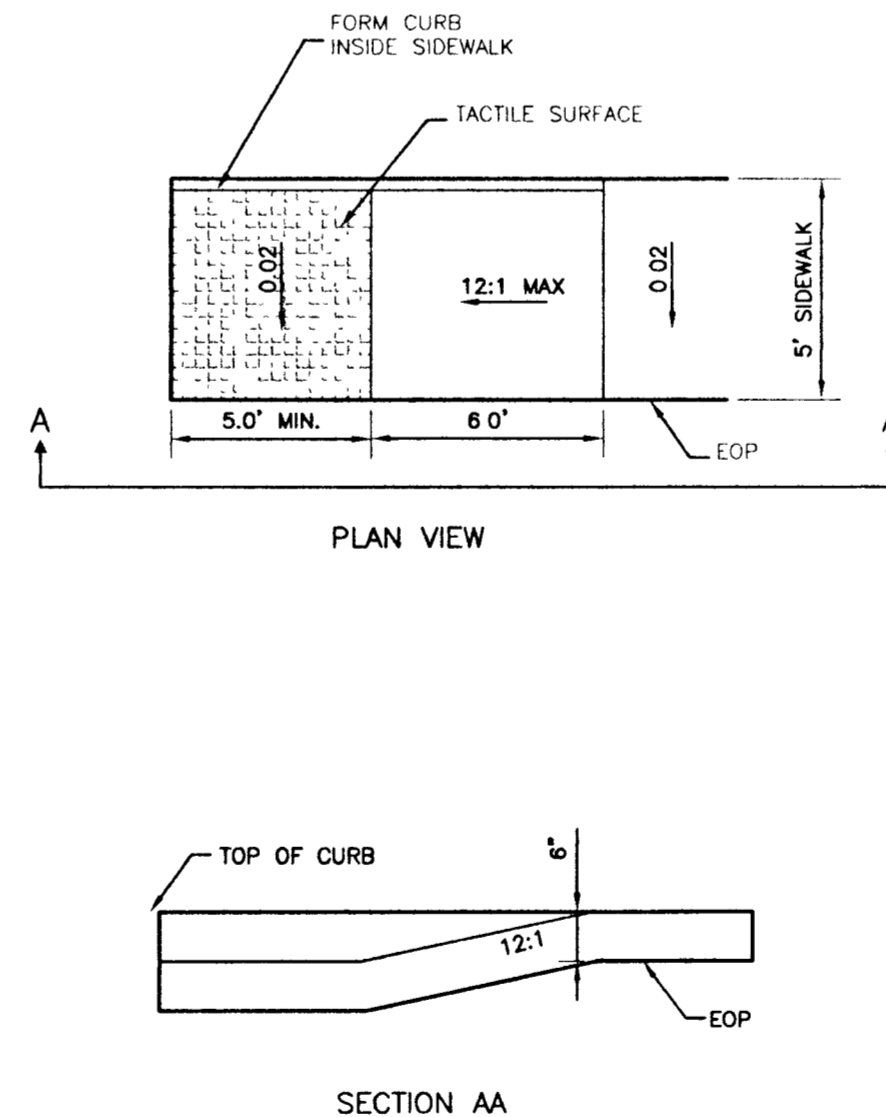 FORM CURB
INSIDE SIDEWALK
TACTILE SURFACE
0.02
12:1 MAX
0 02
5' SIDEWALK
5.0' MIN.
6 0'
EOP
A
A
PLAN VIEW
TOP OF CURB
6"
12:1
EOP
SECTION AA